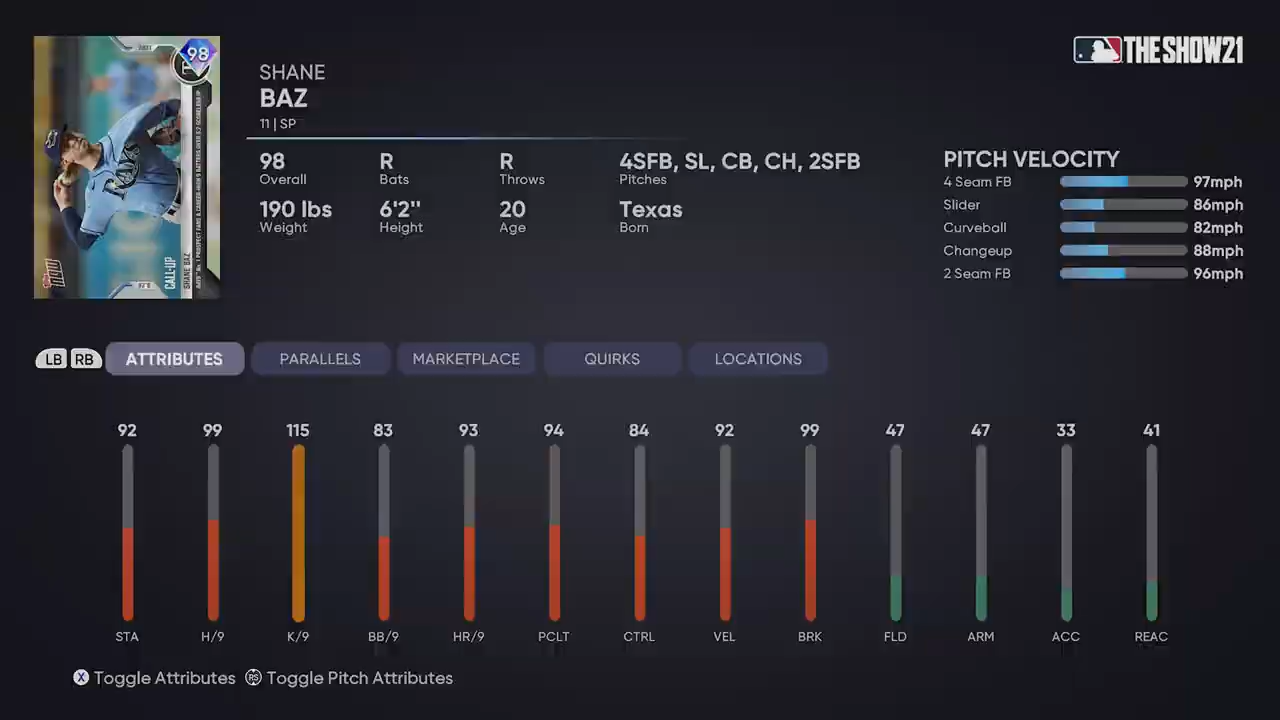 98
CALL-UP
SHANE BAZ
SHANE
BAZ
11 | SP
THE SHOW21
98 R R 4SFB, SL, CB, CH, 2SFB
Overall Bats Throws Pitches
190 lbs 6'2" 20 Texas
Weight Height Age Born
PITCH VELOCITY
4 Seam FB 97mph
Slider 86mph
Curveball 82mph
Changeup 88mph
2 Seam FB 96mph
LB RB ATTRIBUTES PARALLELS MARKETPLACE QUIRKS LOCATIONS
92 99 115 83 93 94 84 92 99 47 47 33 41
STA H/9 K/9 BB/9 HR/9 PCLT CTRL VEL BRK FLD ARM ACC REAC
X Toggle Attributes RS Toggle Pitch Attributes